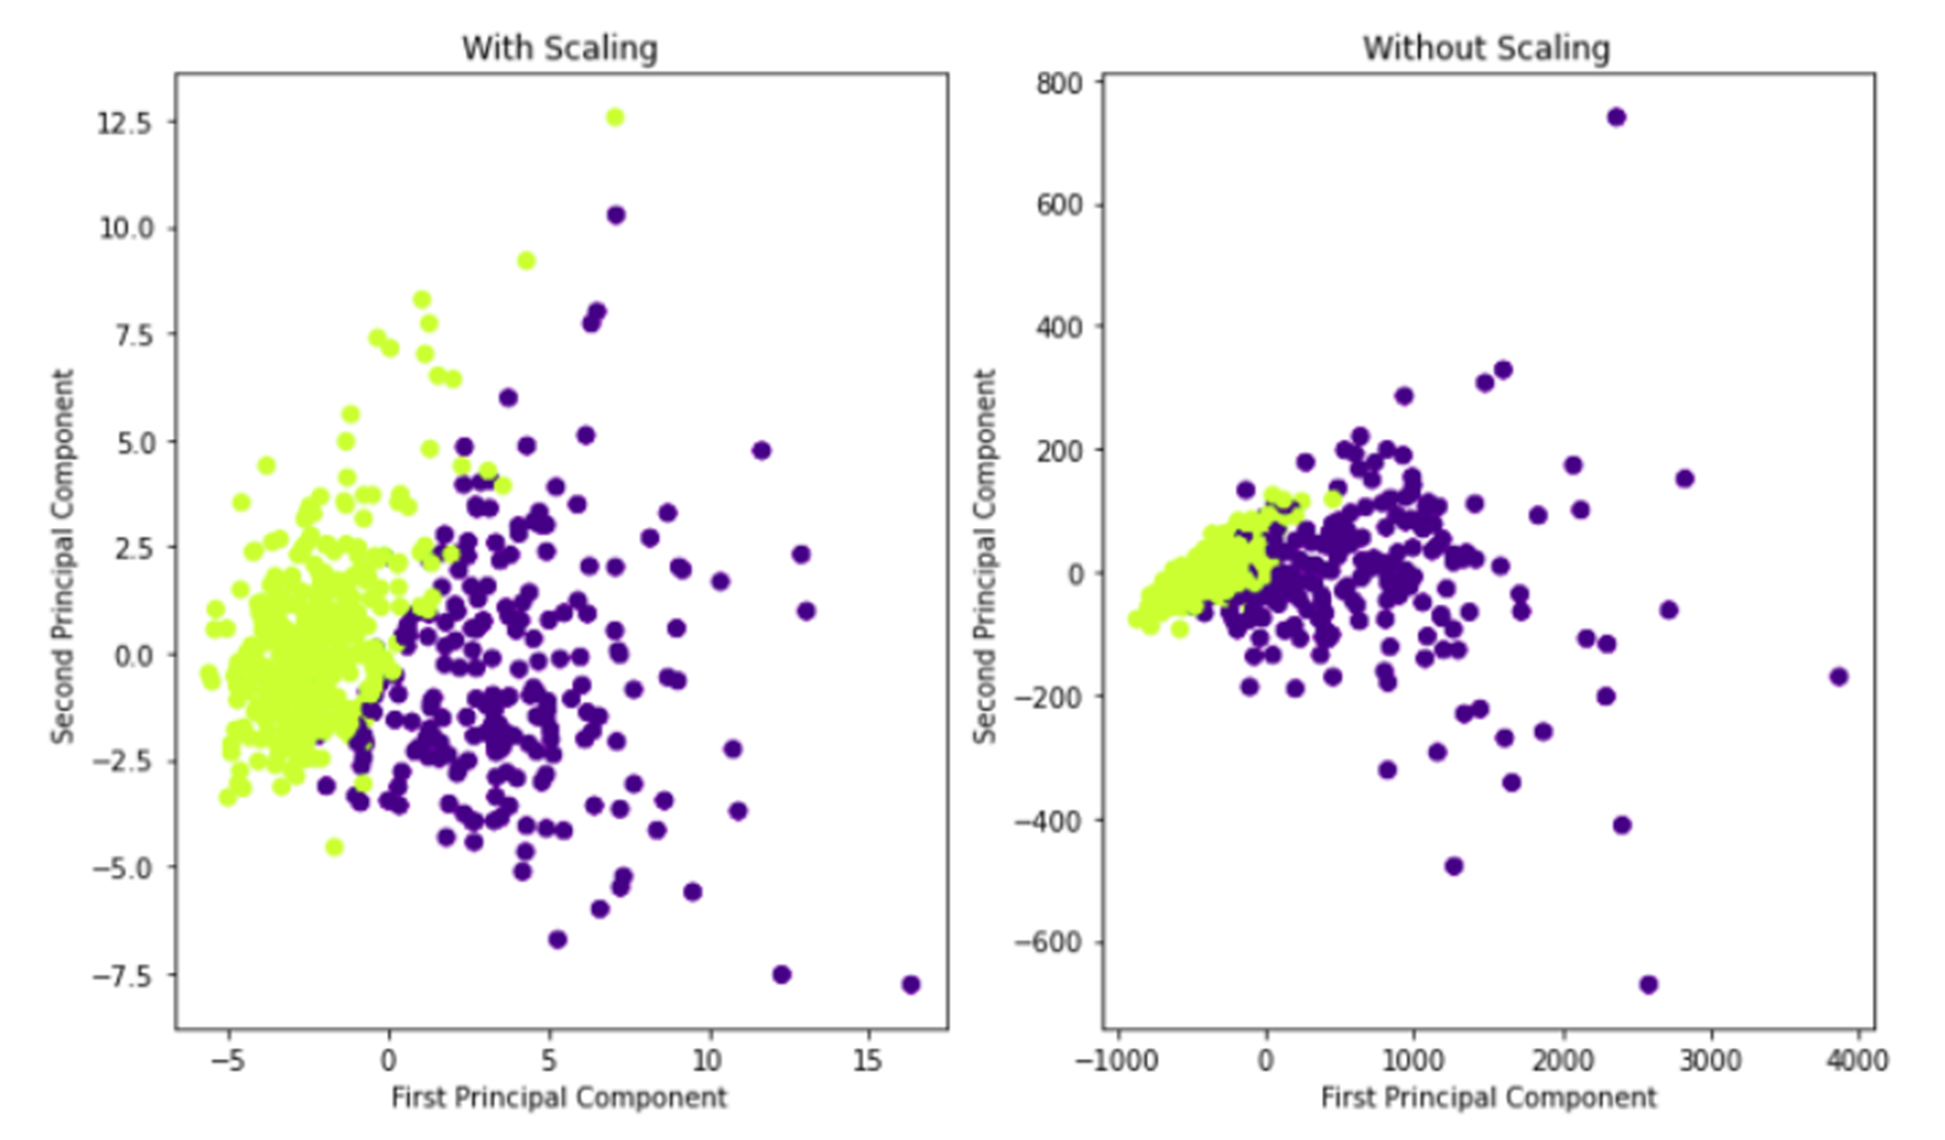 With Scaling
12.5
10.0
7.5
5.0
2.5
0.0
−2.5
−5.0
−7.5
Second Principal Component
−5 0 5 10 15
First Principal Component
Without Scaling
800
600
400
200
0
−200
−400
−600
Second Principal Component
−1000 0 1000 2000 3000 4000
First Principal Component